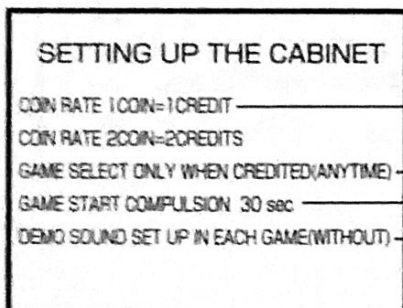 SETTING UP THE CABINET
COIN RATE 1COIN=1CREDIT
COIN RATE 2COIN=2CREDITS
GAME SELECT ONLY WHEN CREDITED(ANYTIME)
GAME START COMPULSION 30 sec
DEMO SOUND SET UP IN EACH GAME(WITHOUT)